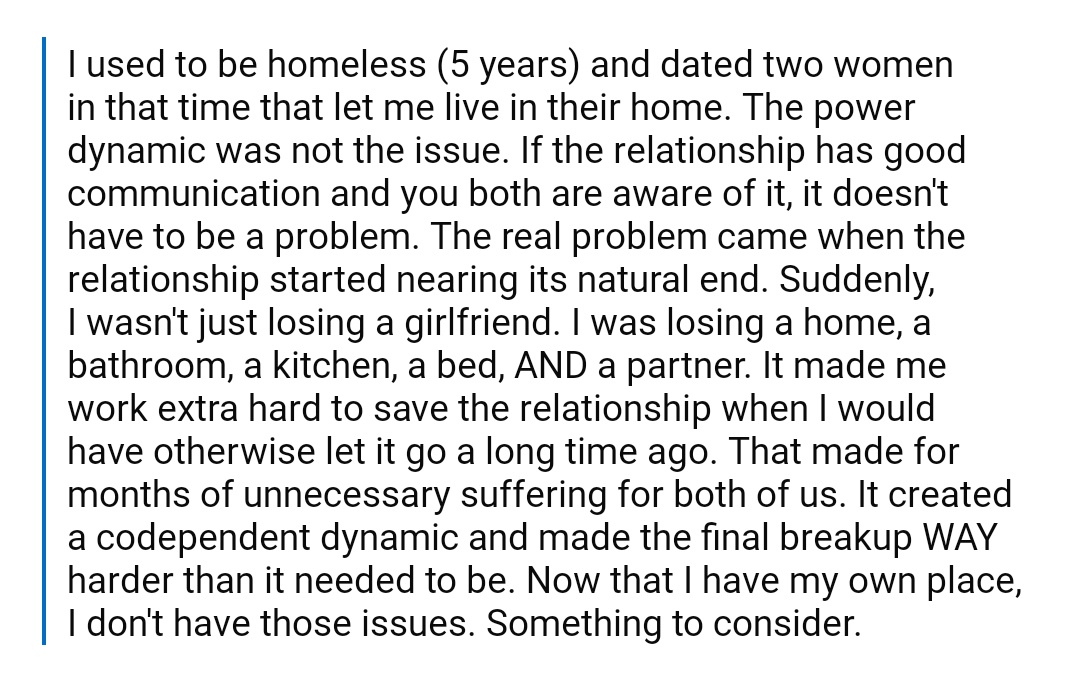 I used to be homeless (5 years) and dated two women
in that time that let me live in their home. The power
dynamic was not the issue. If the relationship has good
communication and you both are aware of it, it doesn't
have to be a problem. The real problem came when the
relationship started nearing its natural end. Suddenly,
I wasn't just losing a girlfriend. I was losing a home, a
bathroom, a kitchen, a bed, AND a partner. It made me
work extra hard to save the relationship when I would
have otherwise let it go a long time ago. That made for
months of unnecessary suffering for both of us. It created
a codependent dynamic and made the final breakup WAY
harder than it needed to be. Now that I have my own place,
I don't have those issues. Something to consider.